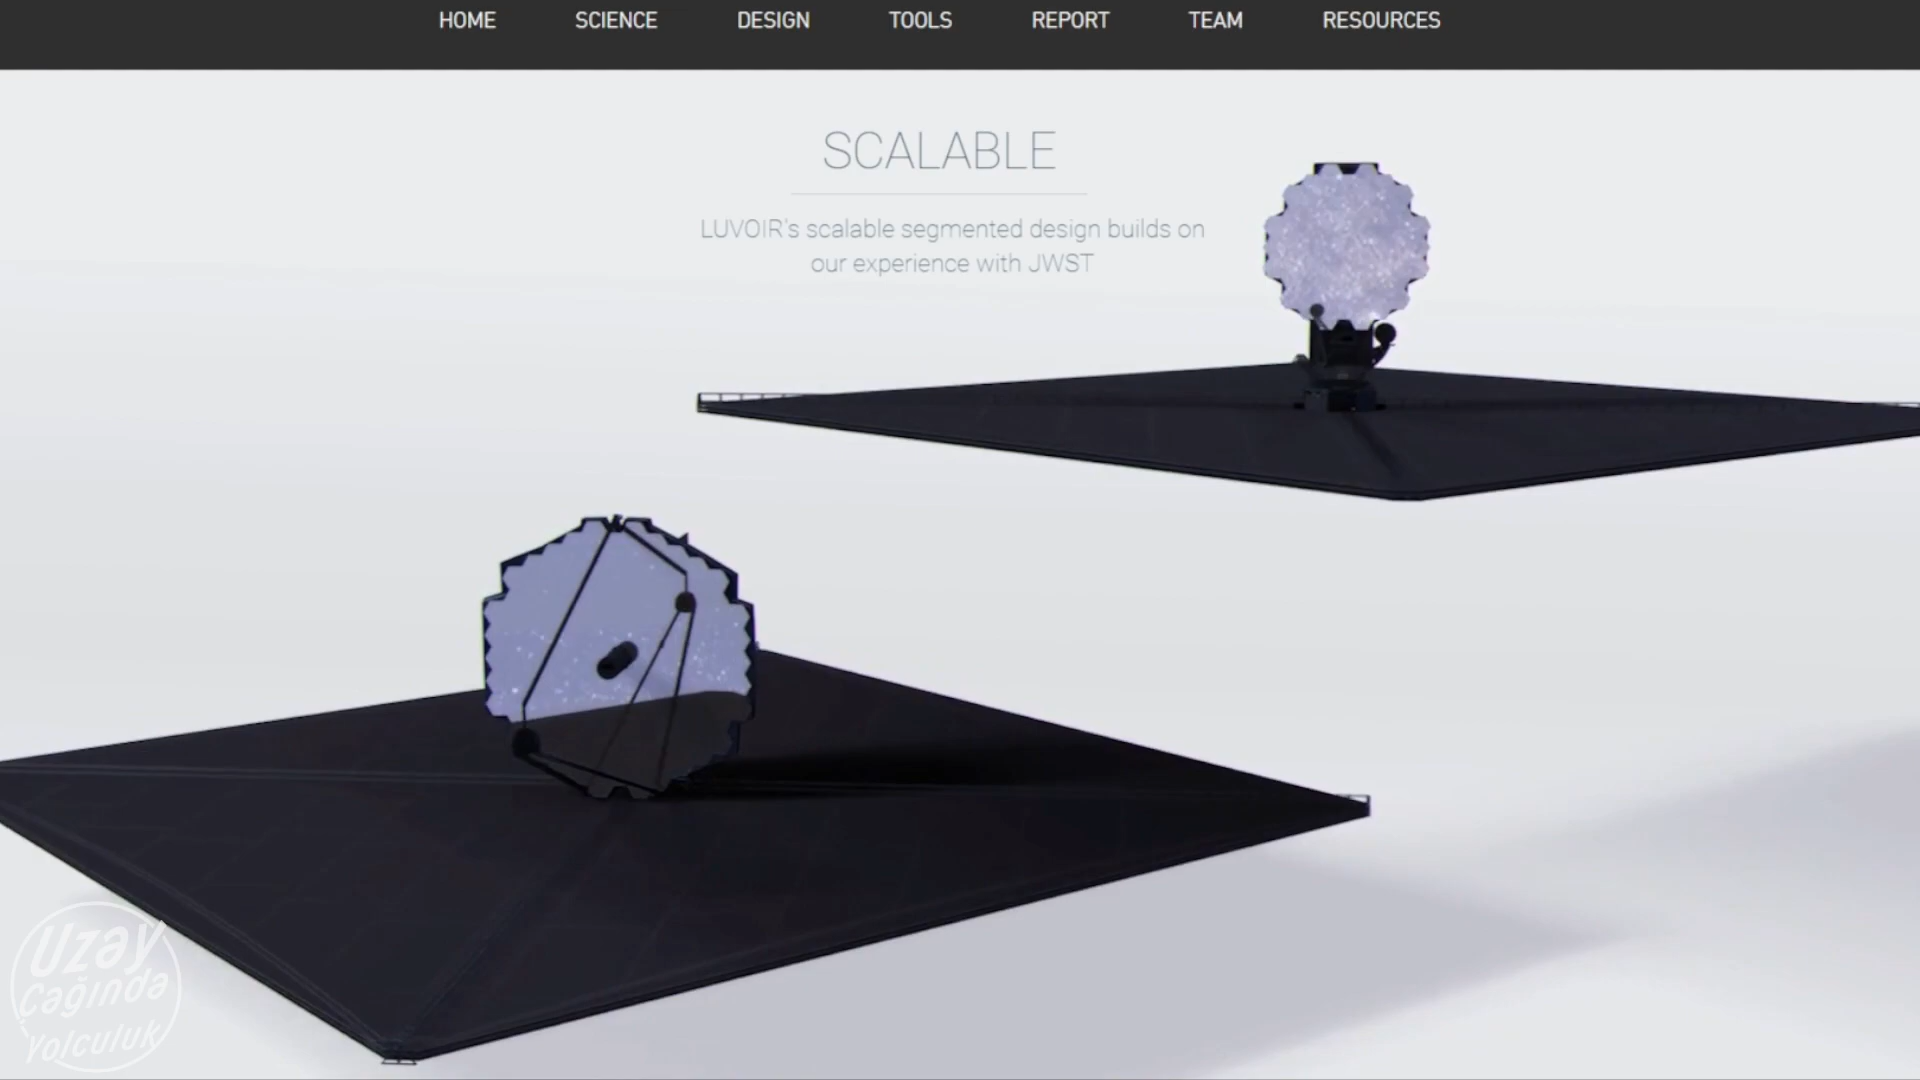 HOME SCIENCE DESIGN TOOLS REPORT TEAM RESOURCES
SCALABLE
LUVOIR's scalable segmented design builds on
our experience with JWST
Uzay
Çağında
Yolculuk